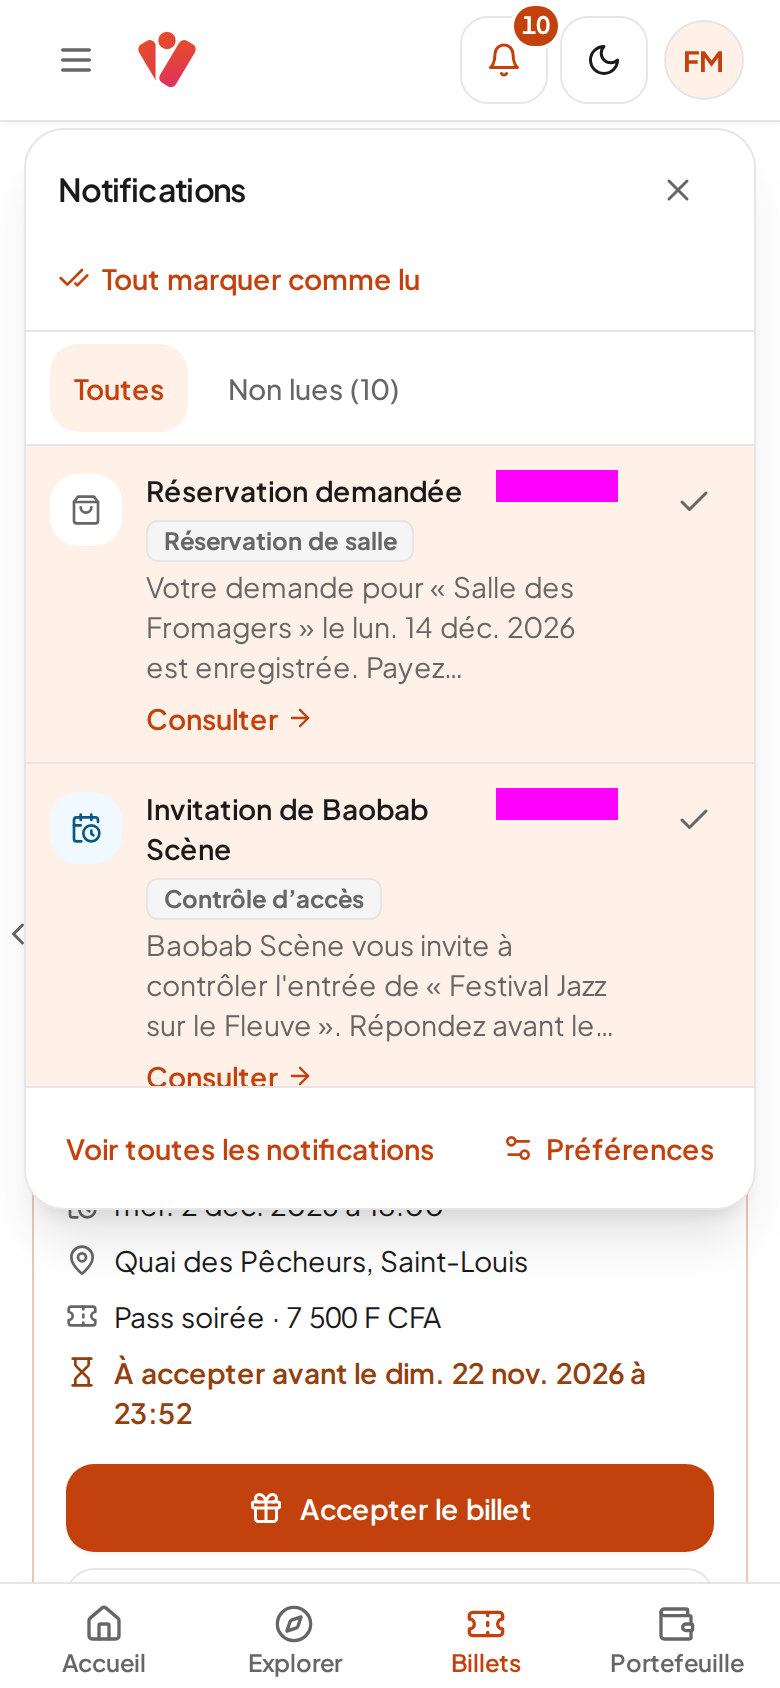 10
FM
Notifications
Tout marquer comme lu
Toutes
Non lues (10)
Réservation demandée
Réservation de salle
Votre demande pour « Salle des
Fromagers » le lun. 14 déc. 2026
est enregistrée. Payez…
Consulter
Invitation de Baobab
Scène
Contrôle d’accès
Baobab Scène vous invite à
contrôler l'entrée de « Festival Jazz
sur le Fleuve ». Répondez avant le…
Consulter
Voir toutes les notifications
Préférences
Quai des Pêcheurs, Saint-Louis
Pass soirée · 7 500 F CFA
À accepter avant le dim. 22 nov. 2026 à
23:52
Accepter le billet
Accueil
Explorer
Billets
Portefeuille